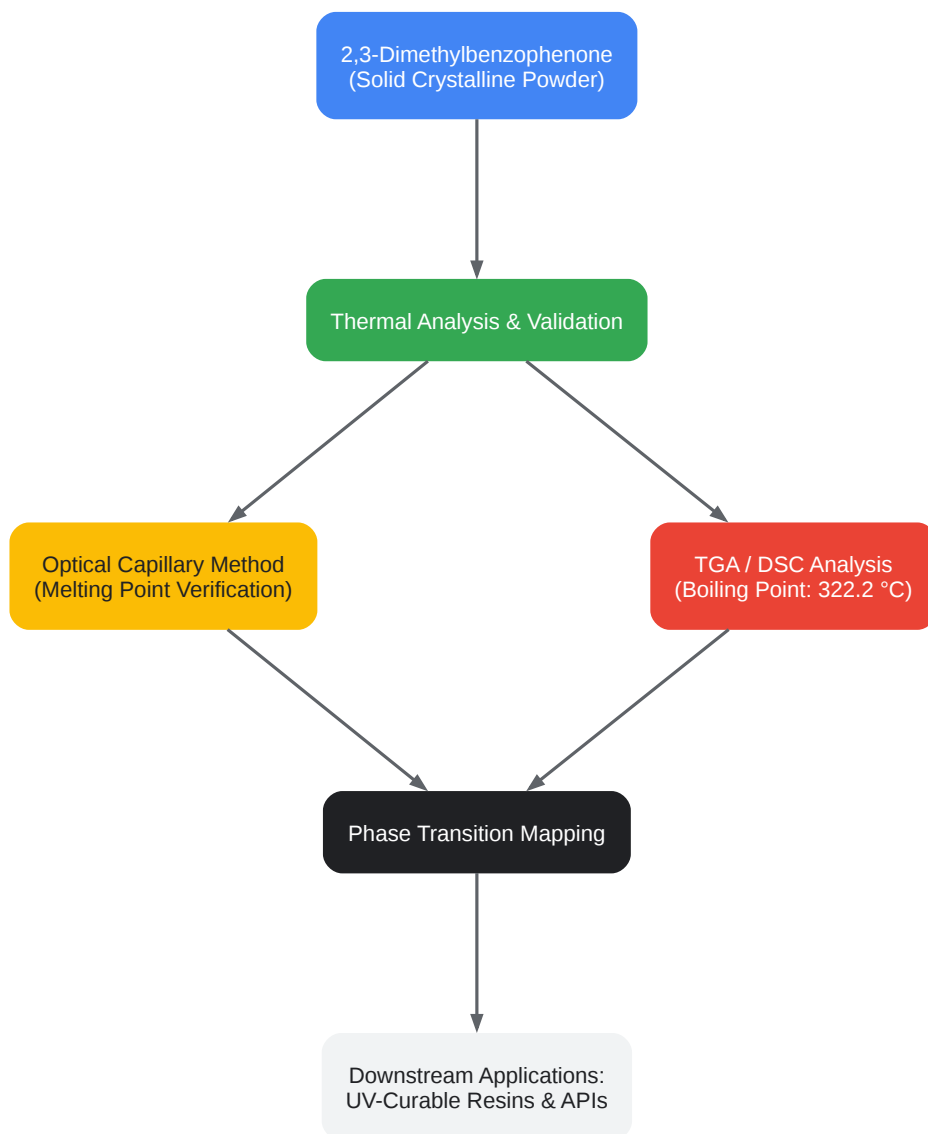 2,3-Dimethylbenzophenone
(Solid Crystalline Powder)
Thermal Analysis & Validation
Optical Capillary Method
(Melting Point Verification)
TGA / DSC Analysis
(Boiling Point: 322.2 °C)
Phase Transition Mapping
Downstream Applications:
UV-Curable Resins & APIs